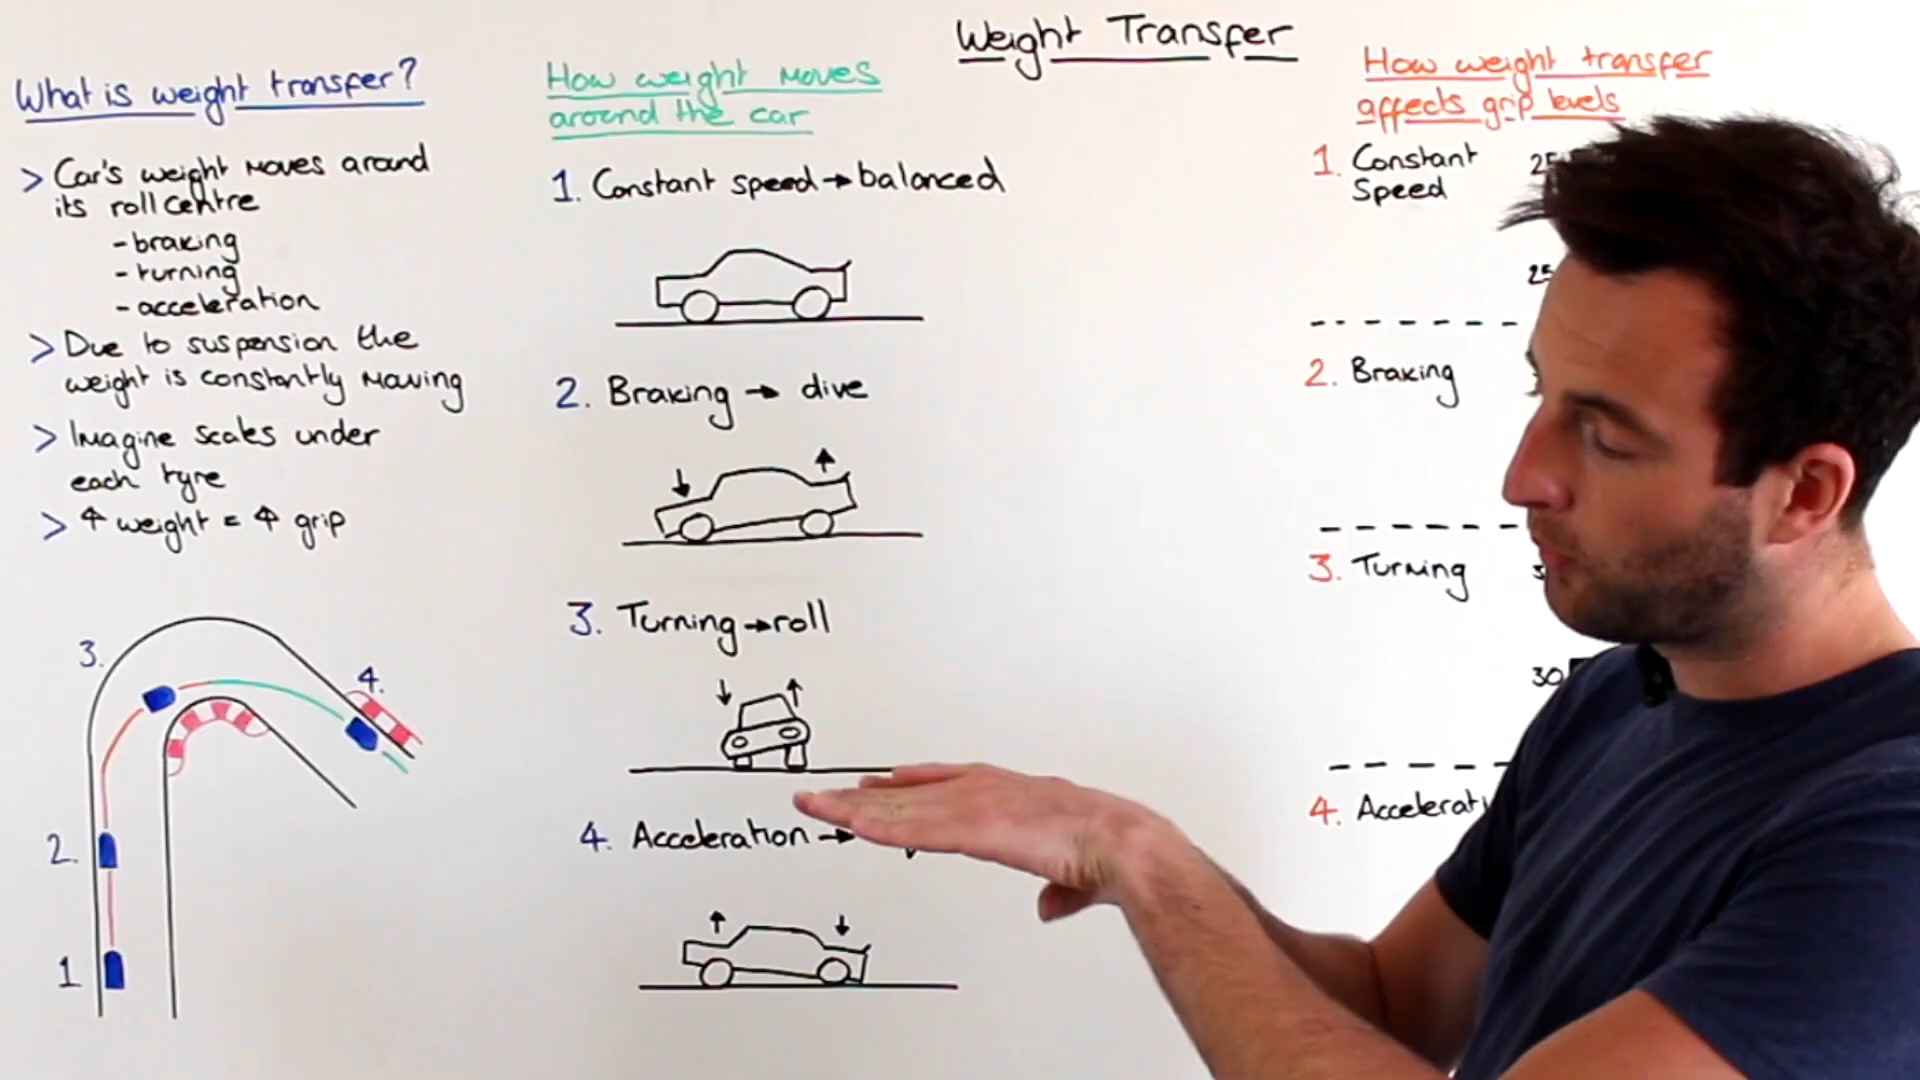 Weight Transfer
What is weight transfer?
> Car's weight moves around
its roll centre
- braking
- turning
- acceleration
> Due to suspension the
weight is constantly moving
> Imagine scales under
each tyre
> ↑ weight = ↑ grip
3.
4.
2.
1
How weight moves
around the car
1. Constant speed → balanced
2. Braking → dive
3. Turning → roll
4. Acceleration →
How weight transfer
affects grip levels
1. Constant
Speed
2. Braking
3. Turning
30
4.